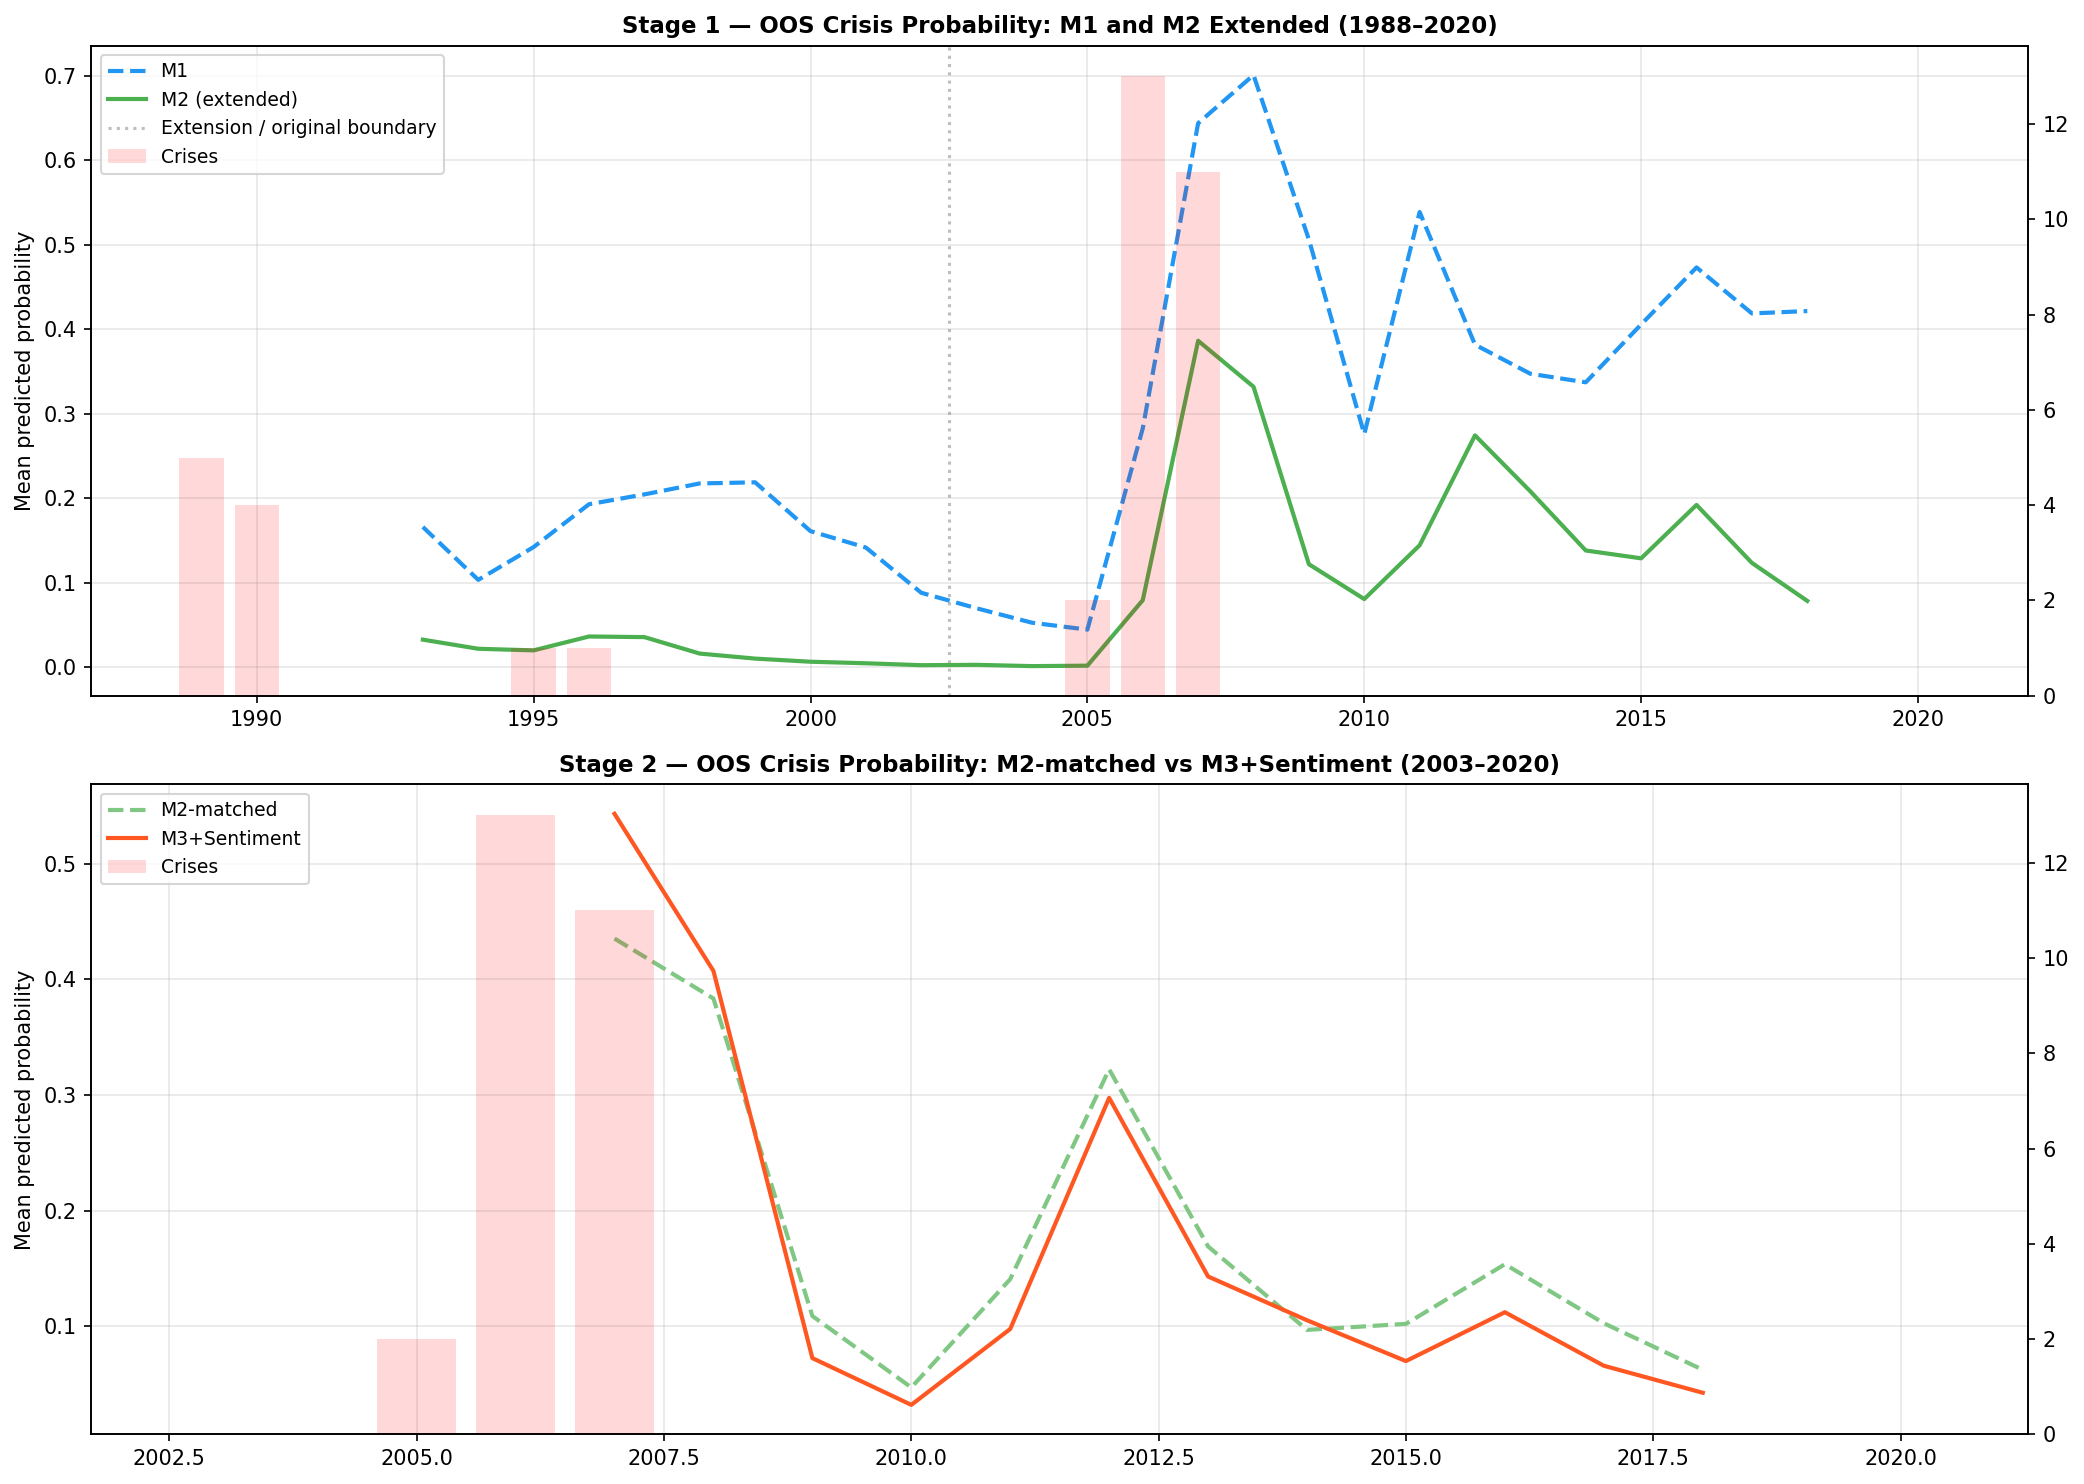 Stage 1 — OOS Crisis Probability: M1 and M2 Extended (1988–2020)
M1
M2 (extended)
Extension / original boundary
Crises
Mean predicted probability
0.7
0.6
0.5
0.4
0.3
0.2
0.1
0.0
12
10
8
6
4
2
0
1990 1995 2000 2005 2010 2015 2020
Stage 2 — OOS Crisis Probability: M2-matched vs M3+Sentiment (2003–2020)
M2-matched
M3+Sentiment
Crises
Mean predicted probability
0.5
0.4
0.3
0.2
0.1
12
10
8
6
4
2
0
2002.5 2005.0 2007.5 2010.0 2012.5 2015.0 2017.5 2020.0